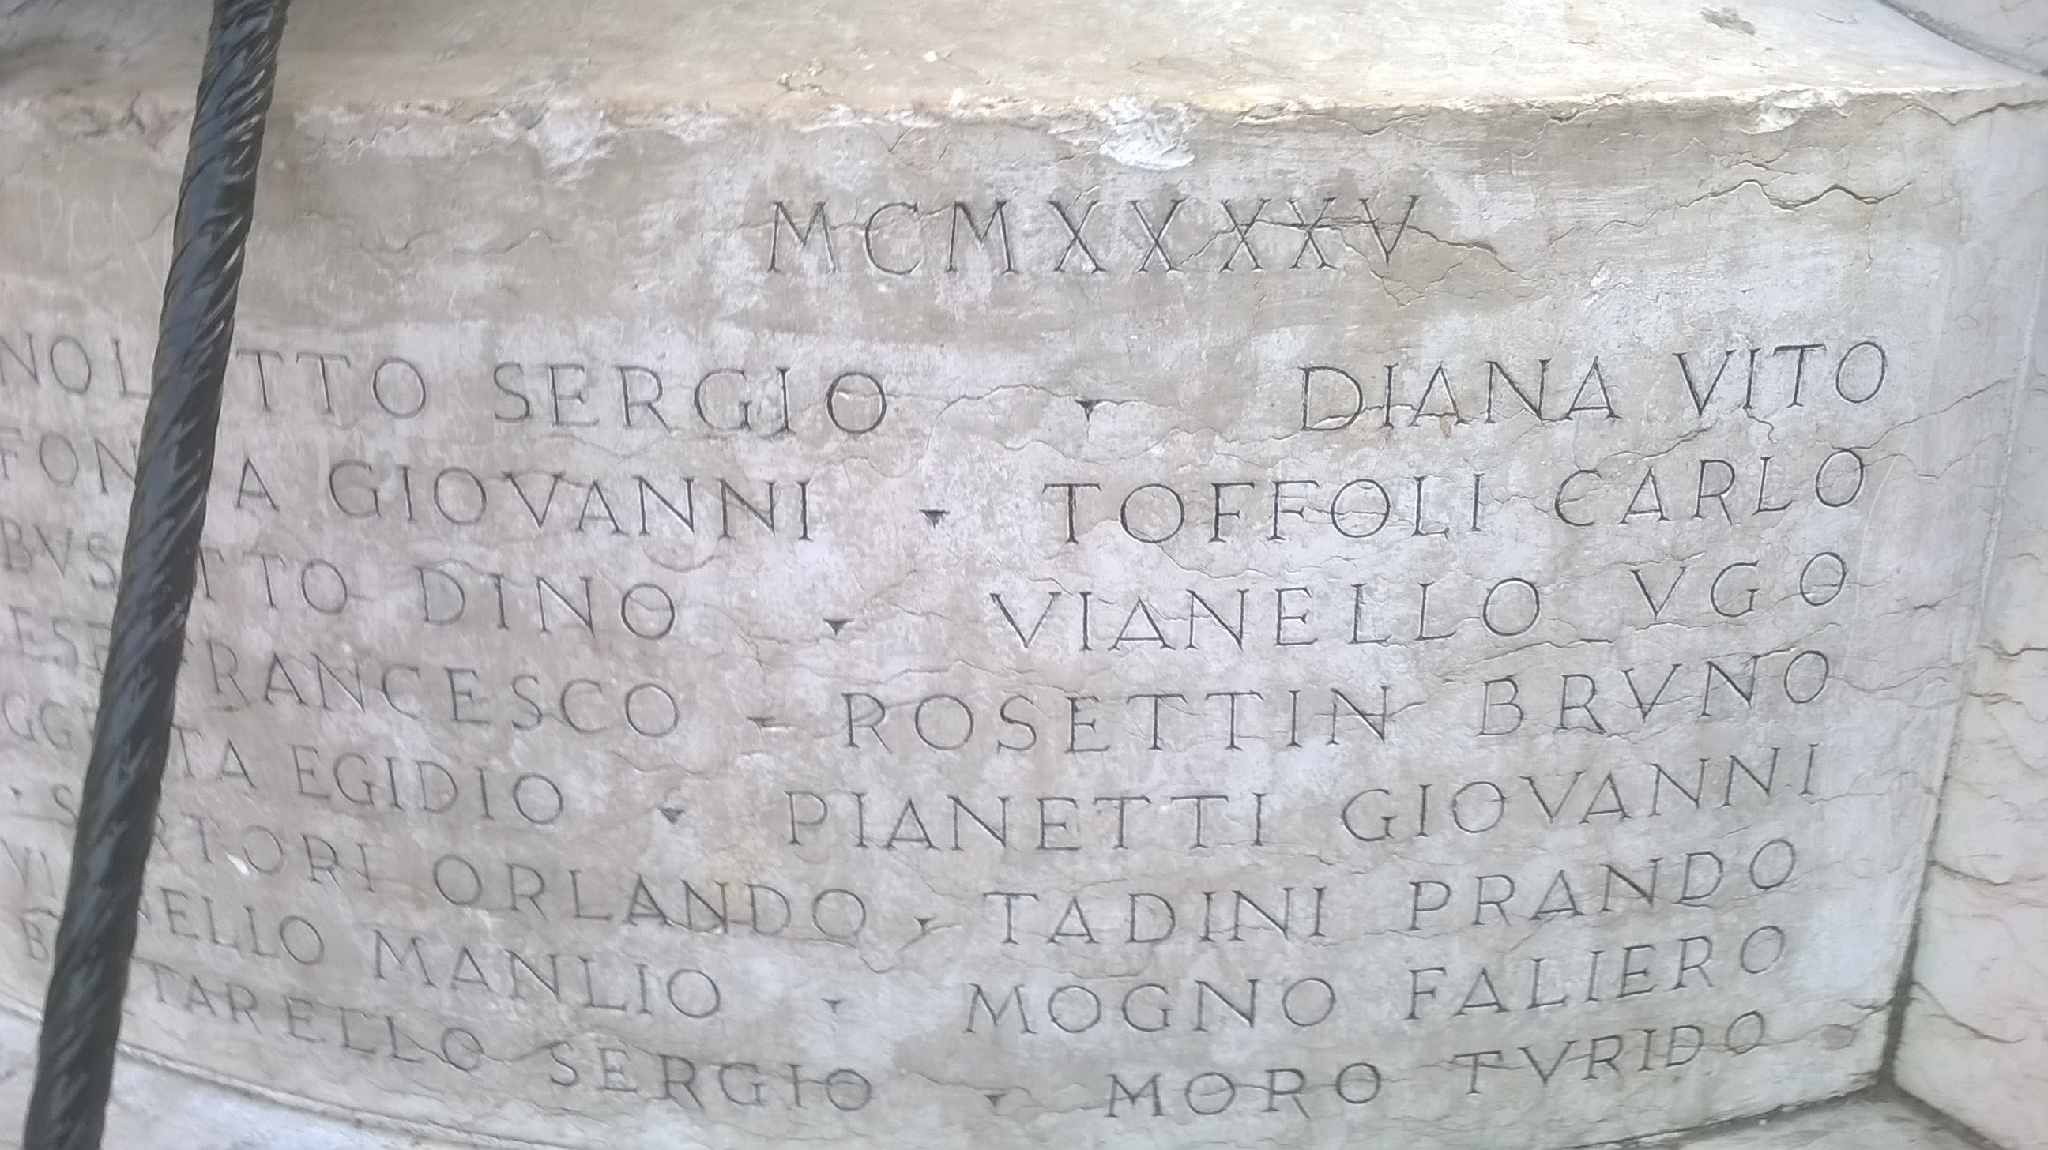 MCMXXXXV
SERGIO DIANA VITO
GIOVANNI TOFFOLI CARLO
DINO VIANELLO VGO
FRANCESCO ROSETTIN BRVNO
EGIDIO PIANETTI GIOVANNI
ORLANDO TADINI PRANDO
MANLIO MOGNO FALIERO
SERGIO MORO TVRIDO